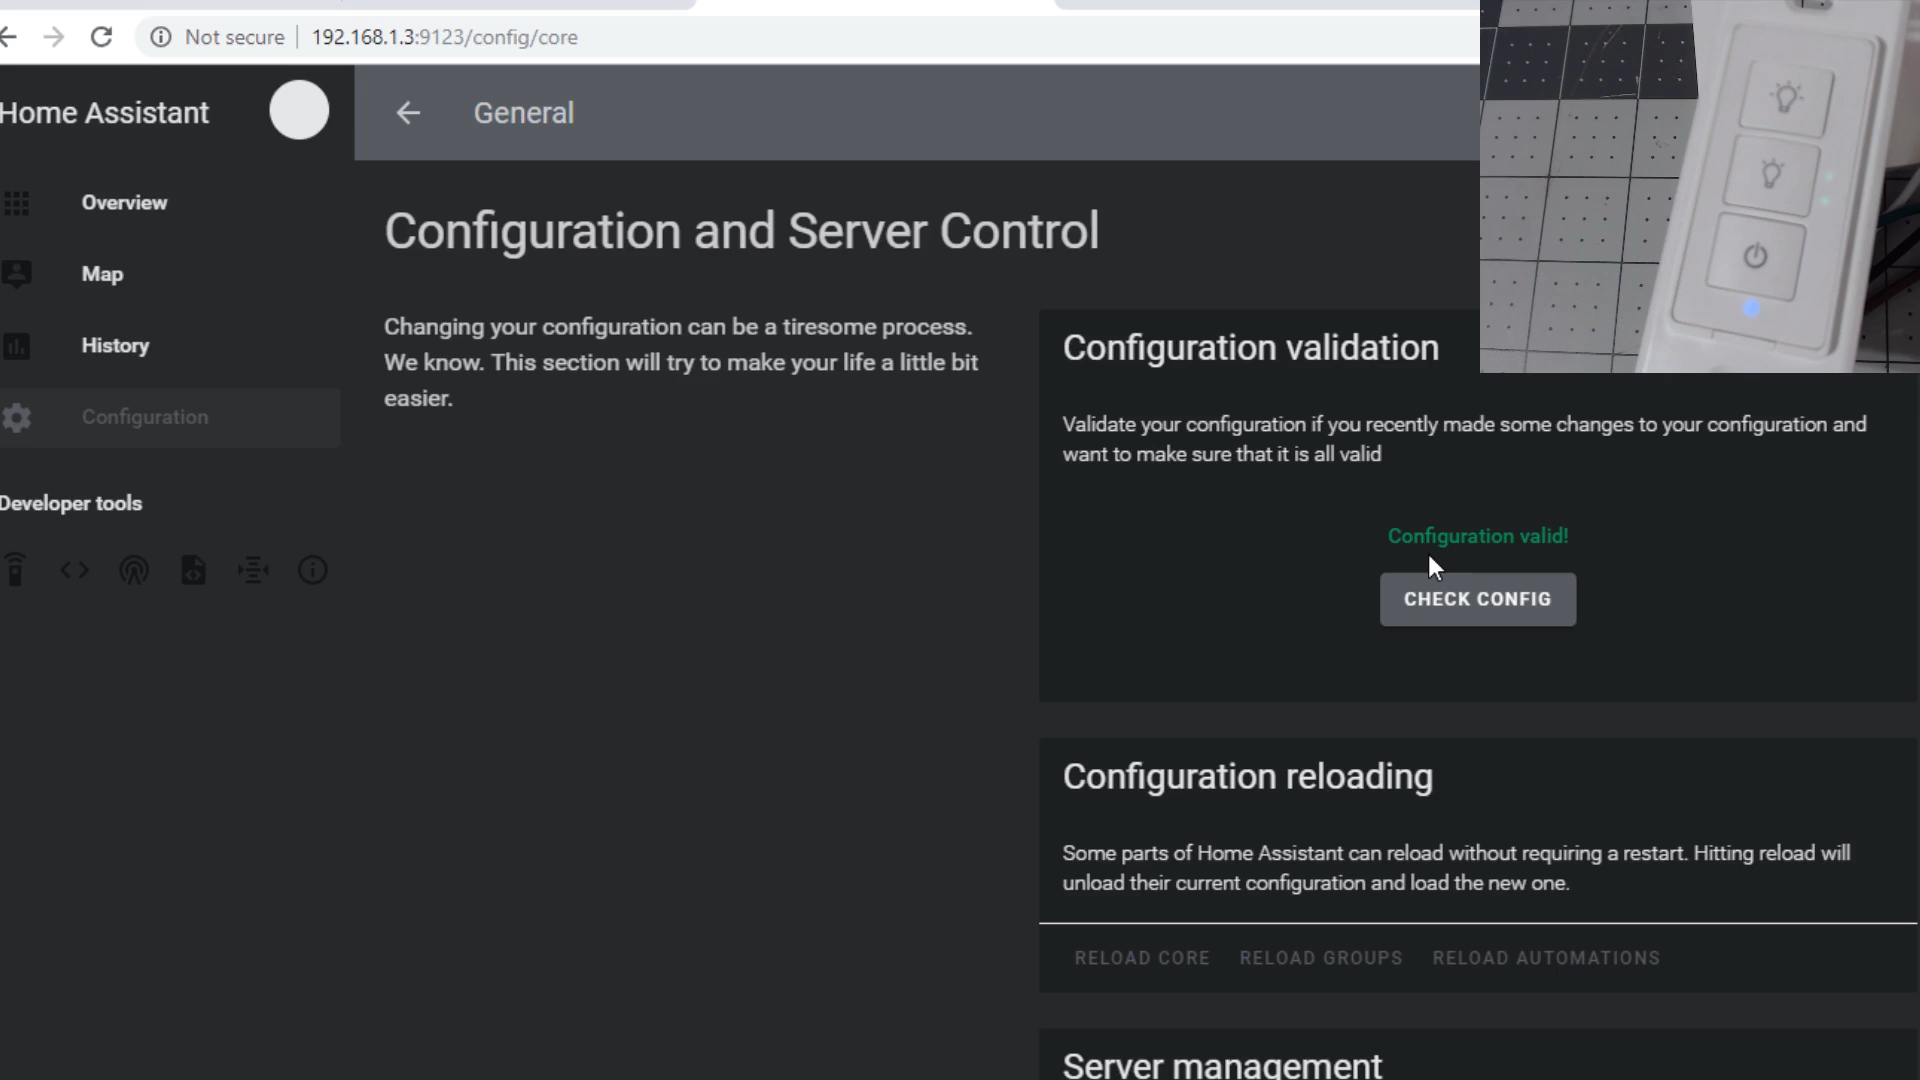 Not secure
192.168.1.3:9123/config/core
Home Assistant
General
Overview
Map
History
Configuration
Developer tools
Configuration and Server Control
Changing your configuration can be a tiresome process.
We know. This section will try to make your life a little bit
easier.
Configuration validation
Validate your configuration if you recently made some changes to your configuration and
want to make sure that it is all valid
Configuration valid!
CHECK CONFIG
Configuration reloading
Some parts of Home Assistant can reload without requiring a restart. Hitting reload will
unload their current configuration and load the new one.
RELOAD CORE RELOAD GROUPS RELOAD AUTOMATIONS
Server management